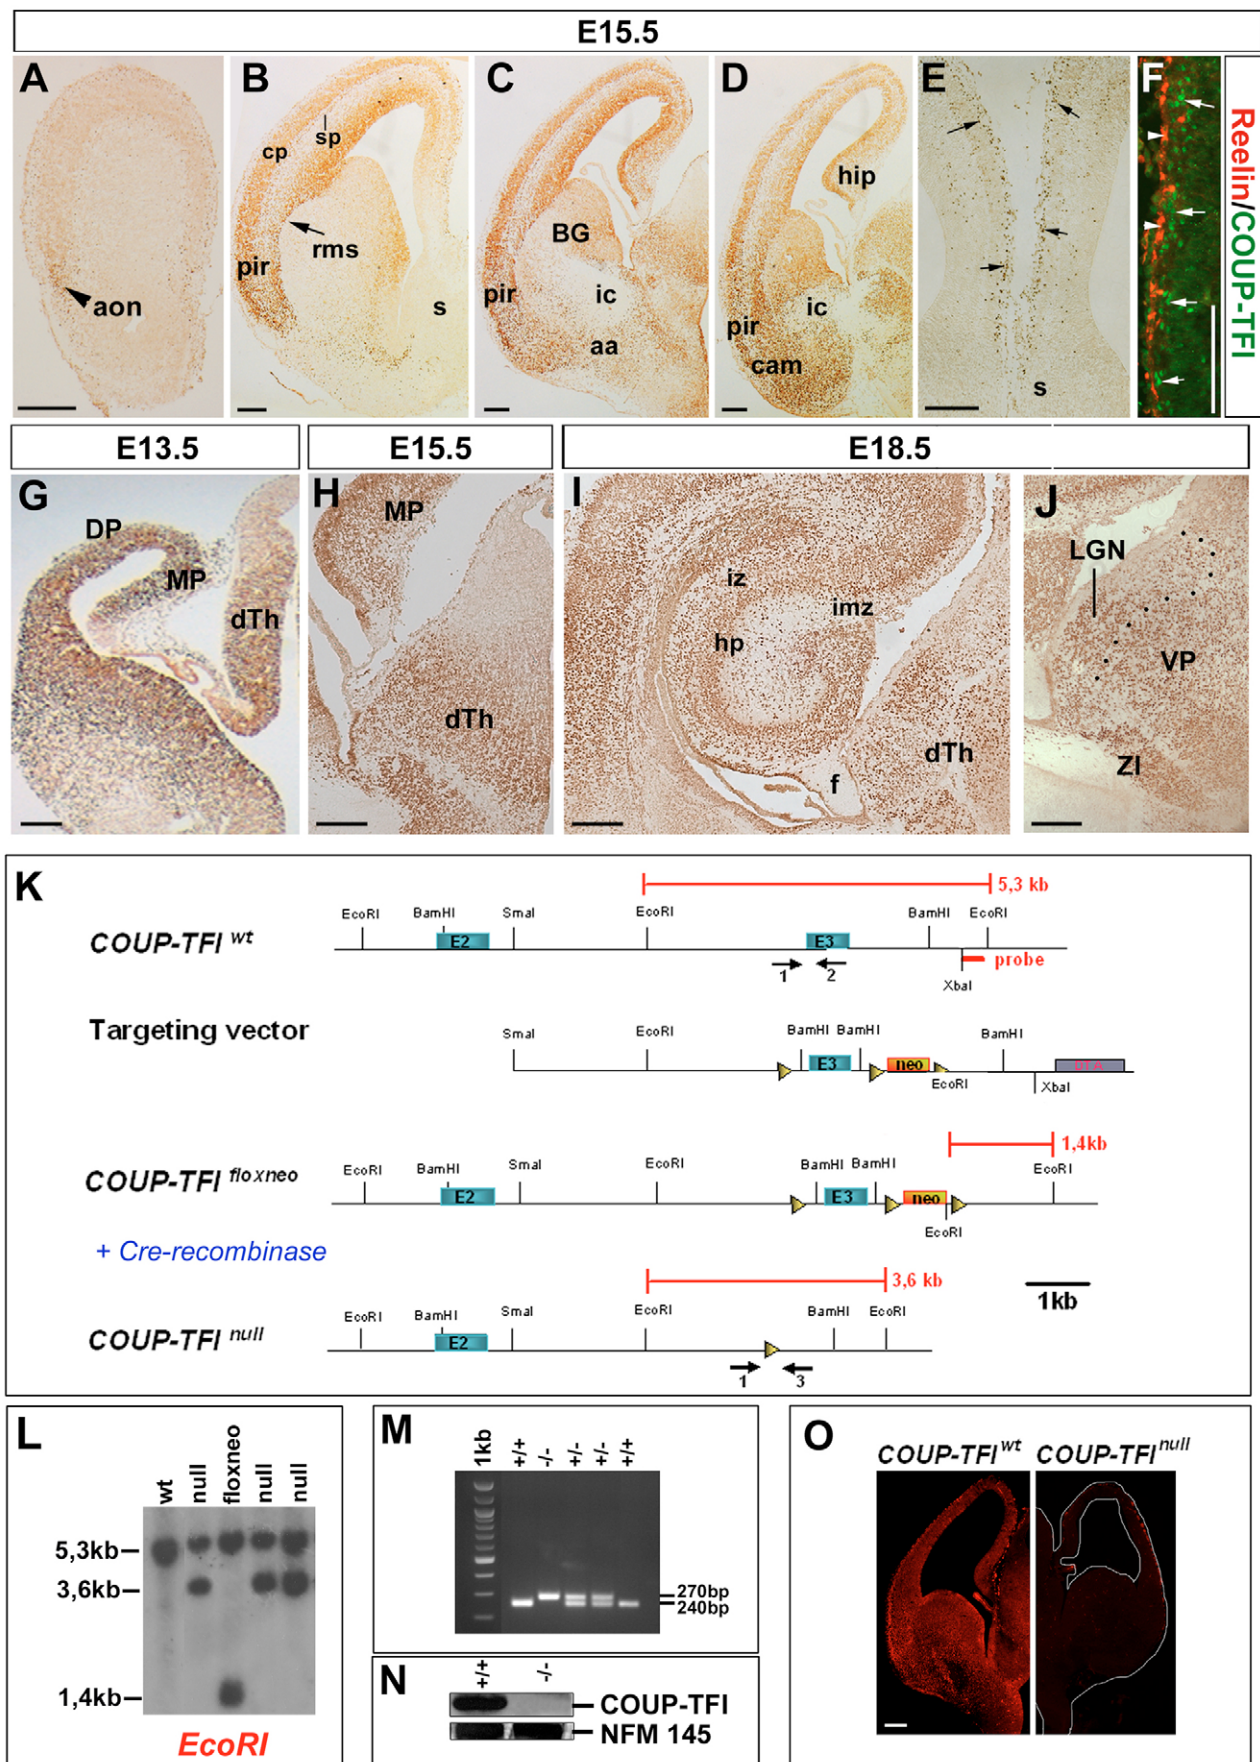 E15.5
A
B
C
D
E
F
aon
cp
sp
rms
pir
s
BG
pir
ic
aa
hip
ic
pir
cam
s
Reelin/COUP-TFI
E13.5
E15.5
E18.5
G
H
I
J
DP
MP
dTh
MP
dTh
iz
imz
hp
f
dTh
LGN
VP
ZI
K
5,3 kb
EcoRI BamHI SmaI EcoRI BamHI EcoRI
COUP-TFI wt
E2 E3
1 2
probe
XbaI
Targeting vector
SmaI EcoRI BamHI BamHI BamHI
E3 neo DTA
EcoRI XbaI
1,4kb
COUP-TFI floxneo
EcoRI BamHI SmaI EcoRI BamHI BamHI EcoRI
E2 E3 neo
EcoRI
+ Cre-recombinase
3,6 kb
1kb
COUP-TFI null
EcoRI BamHI SmaI EcoRI BamHI EcoRI
E2
1 3
L
wt null floxneo null null
5,3kb
3,6kb
1,4kb
EcoRI
M
1kb +/+ -/- +/- +/- +/+
270bp
240bp
N
+/+ -/-
COUP-TFI
NFM 145
O
COUP-TFI wt COUP-TFI null